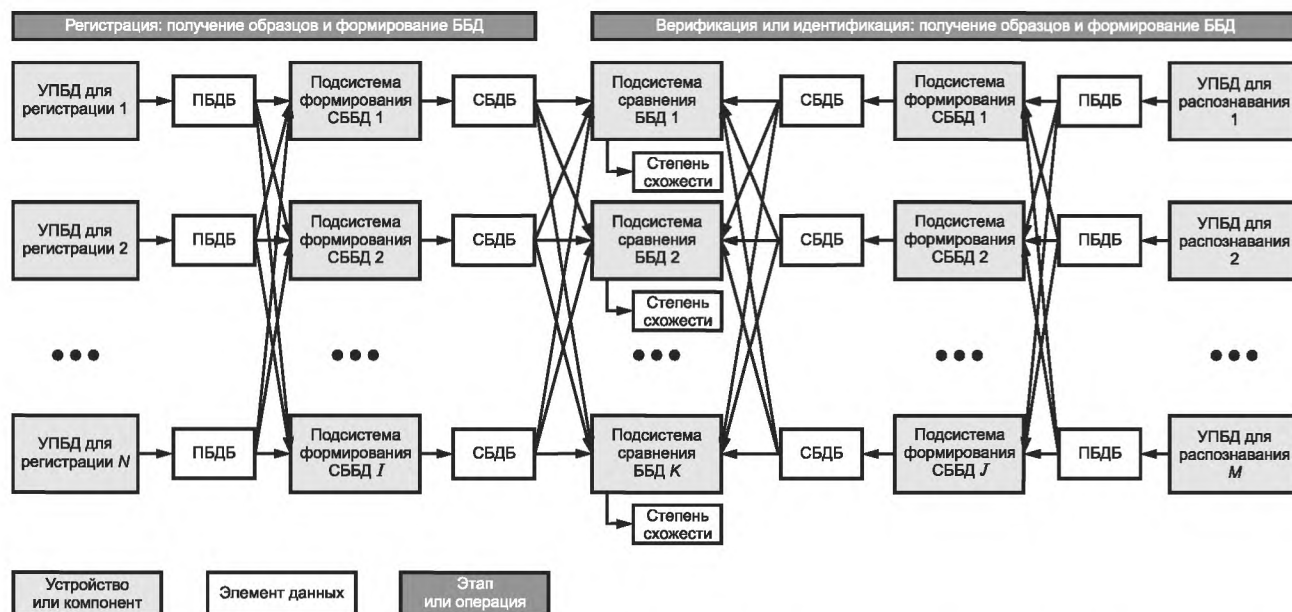 Регистрация: получение образцов и формирование ББД
Верификация или идентификация: получение образцов и формирование ББД
УПБД для
регистрации 1
ПБДБ
Подсистема
формирования
СББД 1
СБДБ
Подсистема
сравнения
ББД 1
СБДБ
Подсистема
формирования
СББД 1
ПБДБ
УПБД для
распознавания
1
Степень
схожести
УПБД для
регистрации 2
ПБДБ
Подсистема
формирования
СББД 2
СБДБ
Подсистема
сравнения
ББД 2
СБДБ
Подсистема
формирования
СББД 2
ПБДБ
УПБД для
распознавания
2
Степень
схожести
УПБД для
регистрации N
ПБДБ
Подсистема
формирования
СББД I
СБДБ
Подсистема
сравнения
ББД K
СБДБ
Подсистема
формирования
СББД J
ПБДБ
УПБД для
распознавания
M
Степень
схожести
Устройство
или компонент
Элемент данных
Этап
или операция